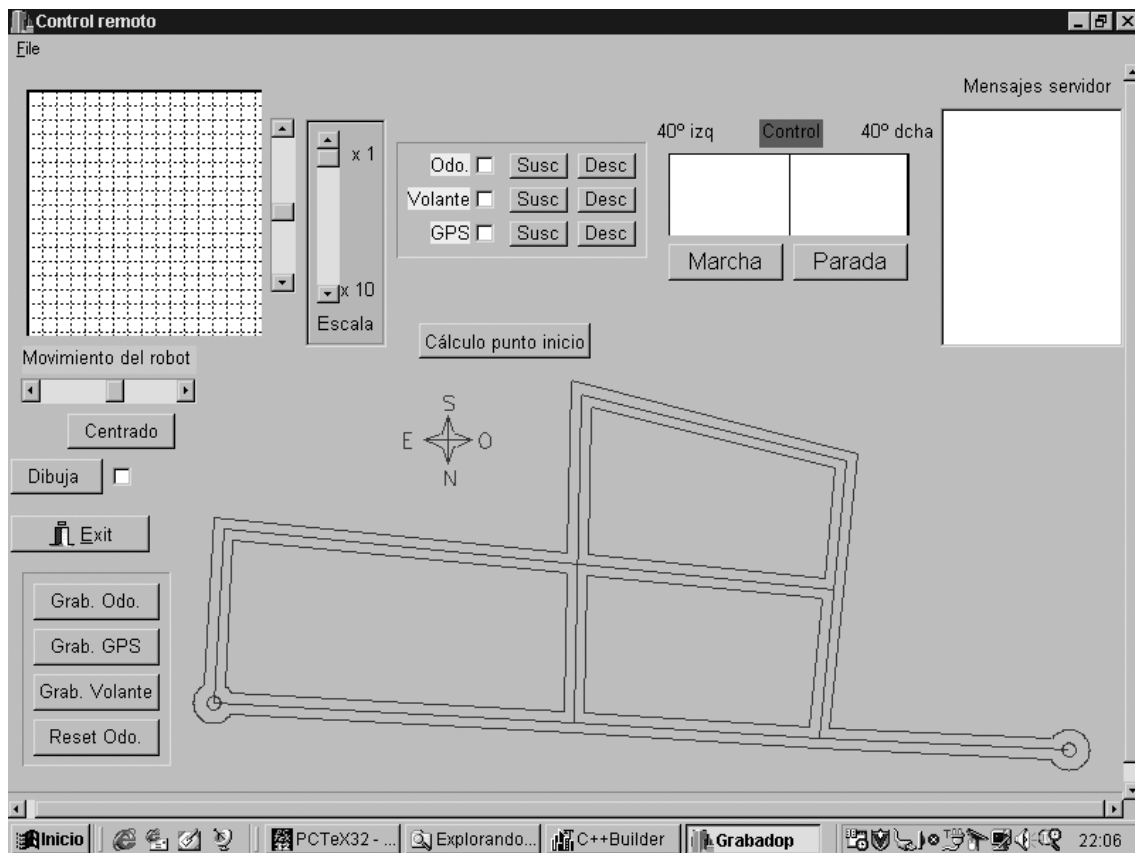 Control remoto
File
Mensajes servidor
40º izq Control 40º dcha
x 1
x 10
Escala
Odo. Susc Desc
Volante Susc Desc
GPS Susc Desc
Marcha Parada
Cálculo punto inicio
Movimiento del robot
Centrado
Dibuja
Exit
S
E O
N
Grab. Odo.
Grab. GPS
Grab. Volante
Reset Odo.
Inicio PCTeX32 - ... Explorando... C++Builder Grabadop 22:06